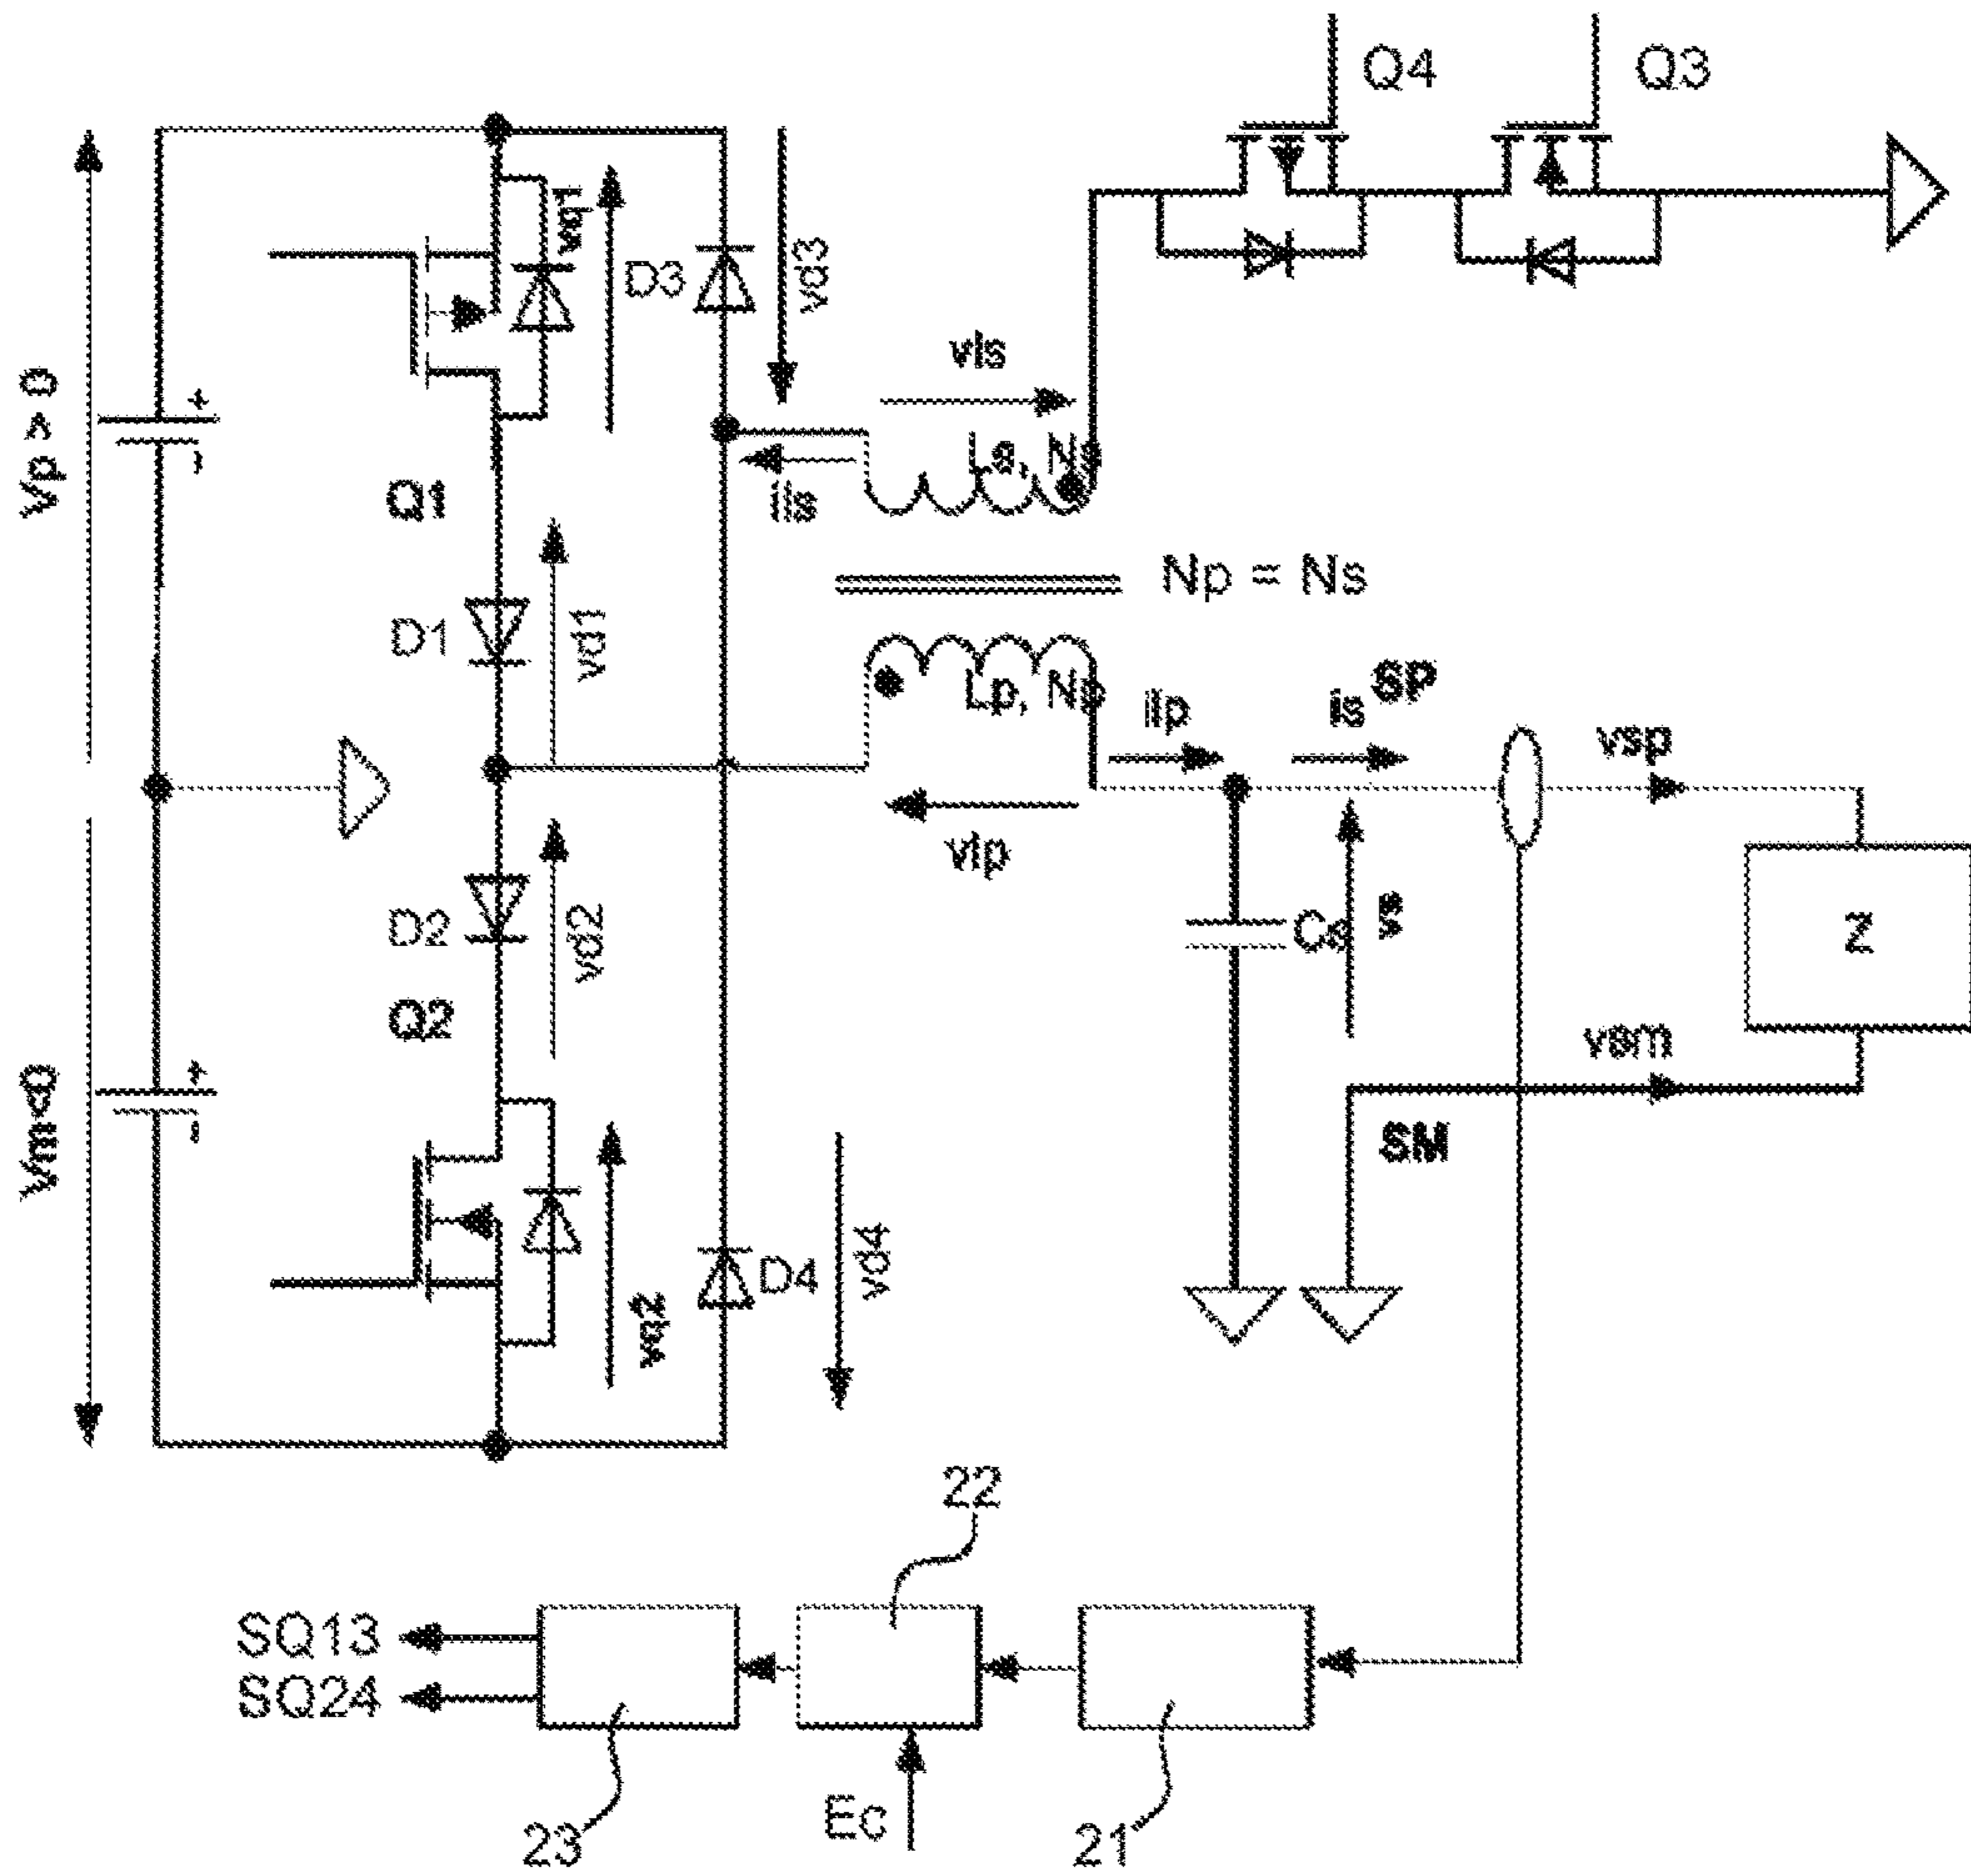 Q4
Q3
Vp > 0
+
-
vq1
D3
vd3
vls
Ls, Ns
ils
Q1
Np = Ns
D1
vd1
Lp, Np
ilp
is
SP
vsp
vlp
D2
vd2
Cs
vs
Z
Q2
vsm
SM
Vm<0
+
-
vq2
D4
vd4
22
SQ13
SQ24
Ec
23
21